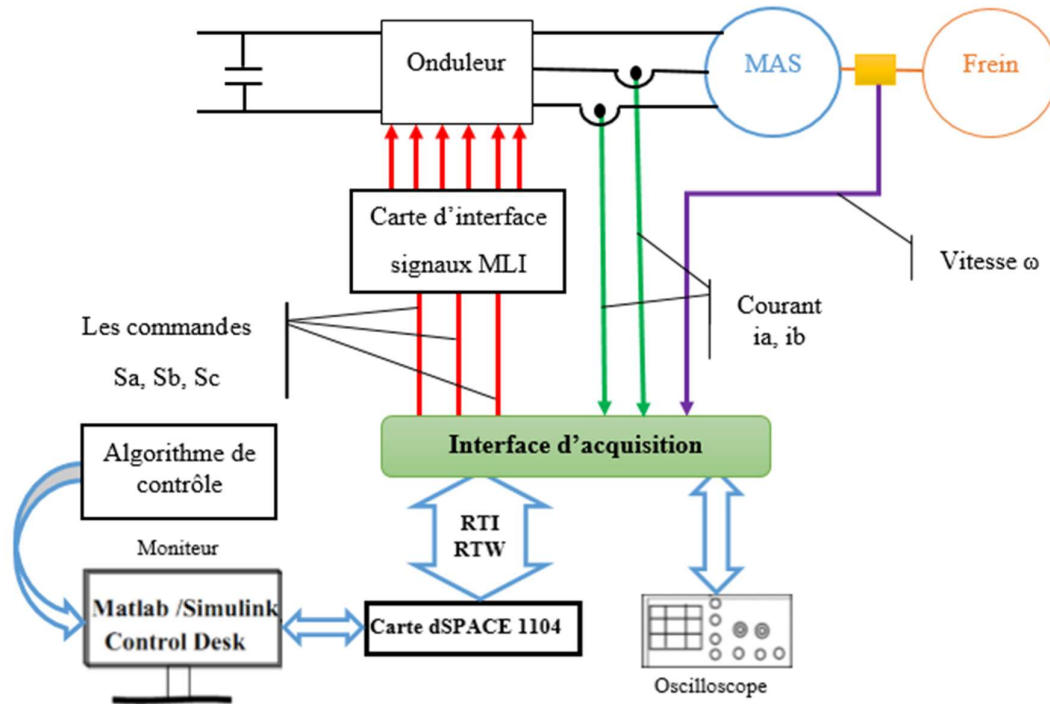 Onduleur
MAS
Frein
Carte d’interface
signaux MLI
Vitesse ω
Courant
ia, ib
Les commandes
Sa, Sb, Sc
Interface d’acquisition
Algorithme de
contrôle
RTI
RTW
Moniteur
Matlab /Simulink
Control Desk
Carte dSPACE 1104
Oscilloscope